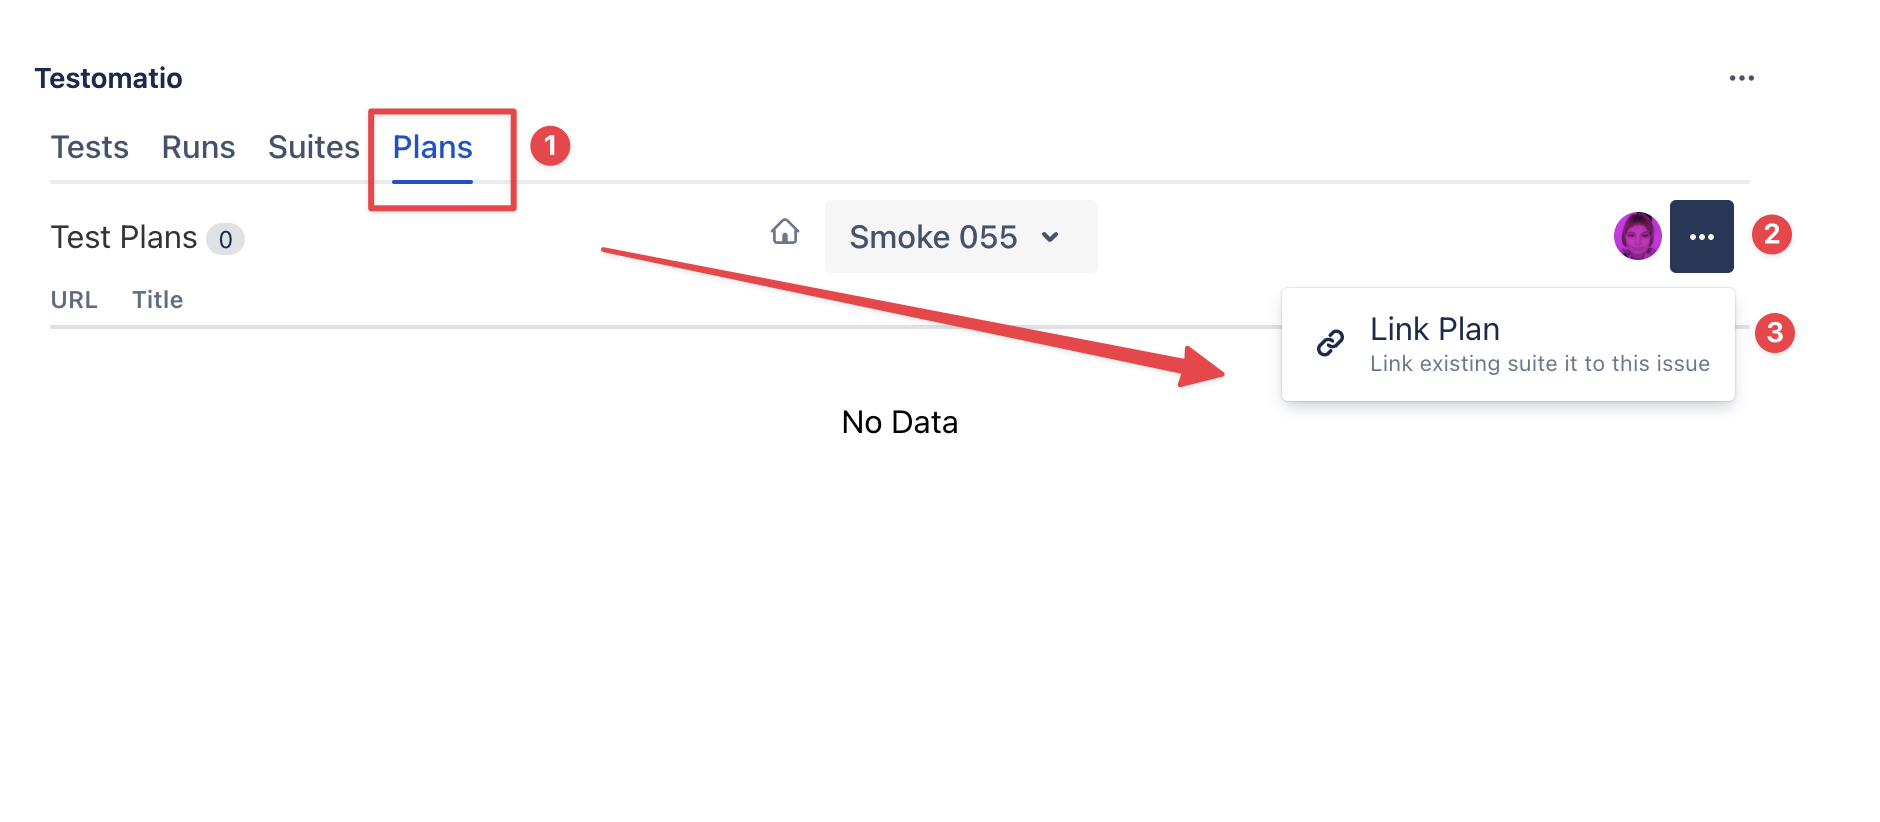 Testomatio
Tests Runs Suites Plans 1
Test Plans 0 Smoke 055 2
URL Title
Link Plan 3
Link existing suite it to this issue
No Data